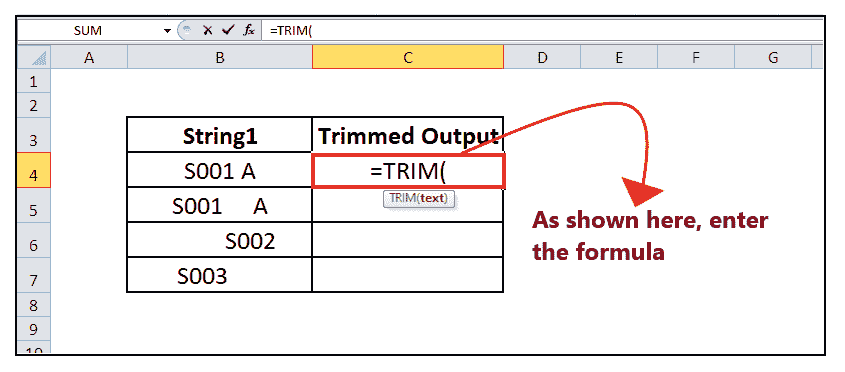 SUM fx =TRIM(
A B C D E F G
1
2
3 String1 Trimmed Output
4 S001 A =TRIM(
TRIM(text)
5 S001      A
6 S002
7 S003
As shown here, enter
the formula
8
9
10